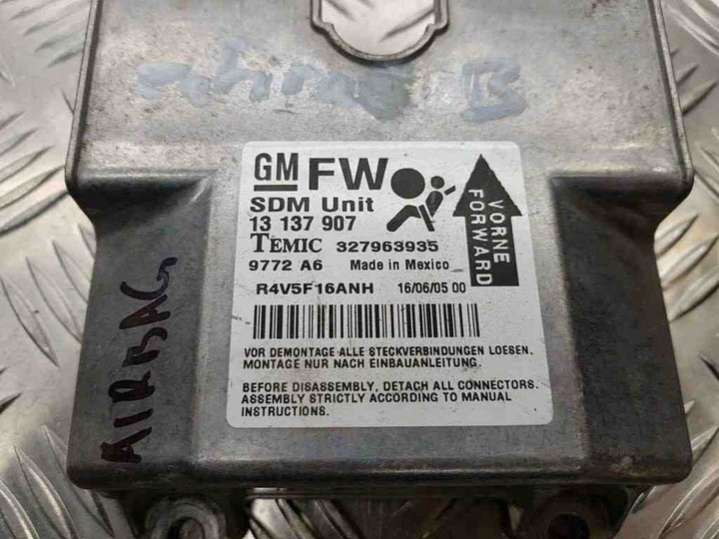 GM FW
SDM Unit
13 137 907
TEMIC 327963935
9772 A6 Made in Mexico
R4V5F16ANH 16/06/05 00
VORNE
FORWARD
VOR DEMONTAGE ALLE STECKVERBINDUNGEN LOESEN.
MONTAGE NUR NACH EINBAUANLEITUNG.
BEFORE DISASSEMBLY, DETACH ALL CONNECTORS.
ASSEMBLY STRICTLY ACCORDING TO MANUAL
INSTRUCTIONS.
AIRBAG